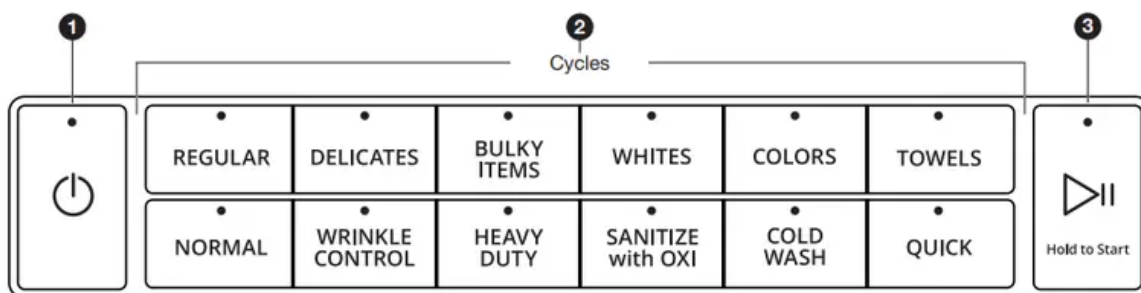 1
2
3
Cycles
REGULAR
DELICATES
BULKY
ITEMS
WHITES
COLORS
TOWELS
NORMAL
WRINKLE
CONTROL
HEAVY
DUTY
SANITIZE
with OXI
COLD
WASH
QUICK
Hold to Start